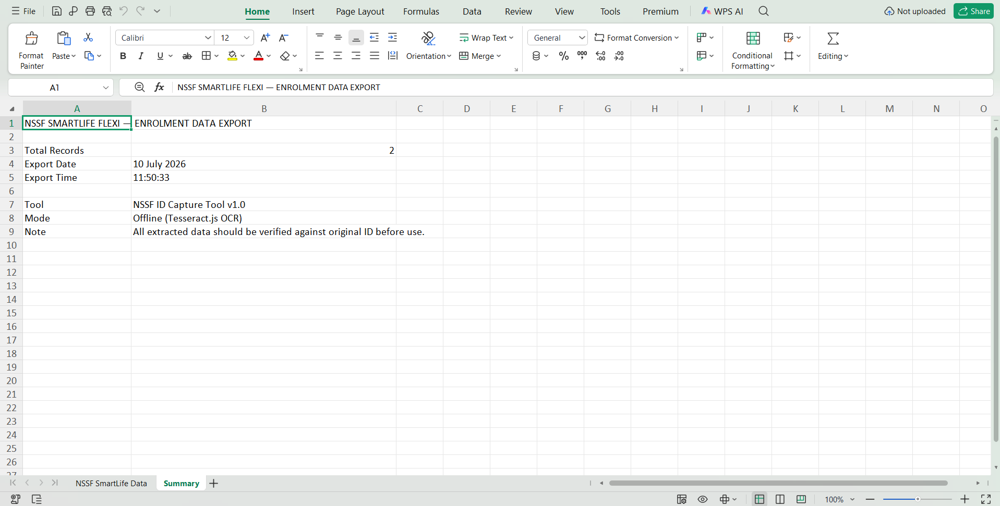 File
Home Insert Page Layout Formulas Data Review View Tools Premium WPS AI
Not uploaded Share
Format Painter
Paste
Calibri 12 A+ A−
B I U ab A
Orientation
Wrap Text
Merge
General Format Conversion
% 000
Conditional Formatting
Editing
A1 fx NSSF SMARTLIFE FLEXI — ENROLMENT DATA EXPORT
A B C D E F G H I J K L M N O
1 NSSF SMARTLIFE FLEXI — ENROLMENT DATA EXPORT
2
3 Total Records 2
4 Export Date 10 July 2026
5 Export Time 11:50:33
6
7 Tool NSSF ID Capture Tool v1.0
8 Mode Offline (Tesseract.js OCR)
9 Note All extracted data should be verified against original ID before use.
10
11
12
13
14
15
16
17
18
19
20
21
22
23
24
25
26
27
NSSF SmartLife Data Summary
100%